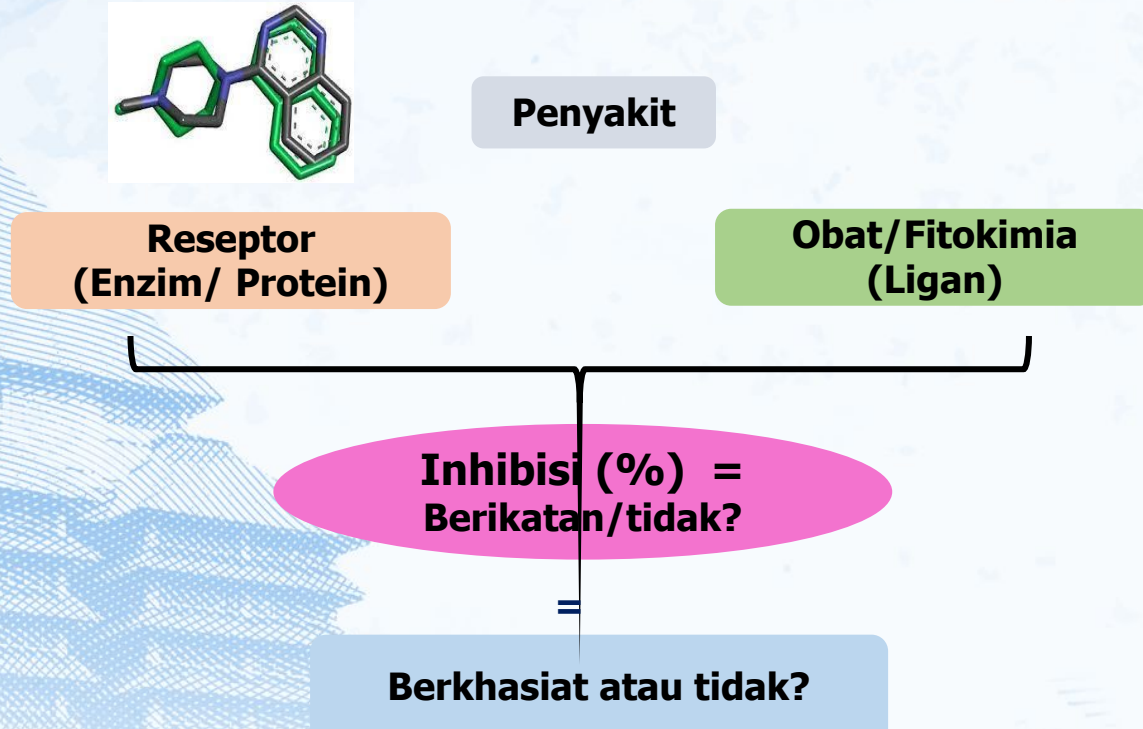 Penyakit
Reseptor
(Enzim/ Protein)
Obat/Fitokimia
(Ligan)
Inhibisi (%) =
Berikatan/tidak?
=
Berkhasiat atau tidak?